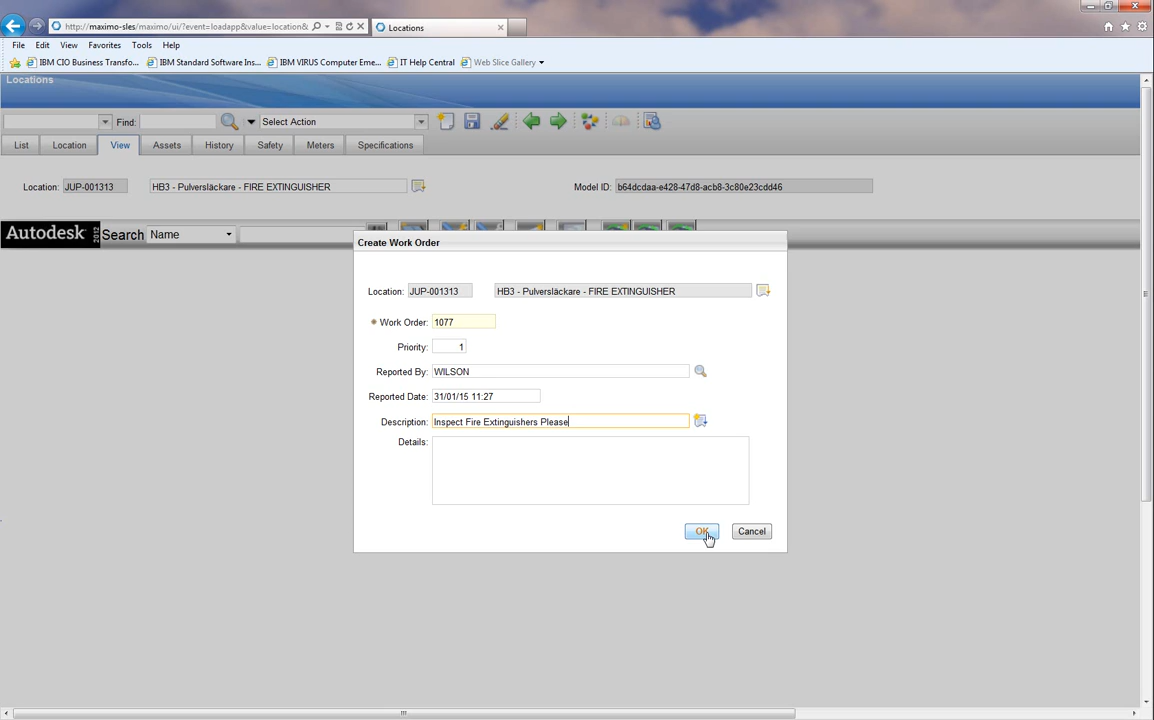 http://maximo-sles/maximo/ui/?event=loadapp&value=location&
Locations
File Edit View Favorites Tools Help
IBM CIO Business Transfo... IBM Standard Software Ins... IBM VIRUS Computer Eme... IT Help Central Web Slice Gallery
Locations
Find: Select Action
List Location View Assets History Safety Meters Specifications
Location: JUP-001313 HB3 - Pulversläckare - FIRE EXTINGUISHER Model ID: b64dcdaa-e428-47d8-acb8-3c80e23cdd46
Autodesk 2012 Search Name
Create Work Order
Location: JUP-001313 HB3 - Pulversläckare - FIRE EXTINGUISHER
Work Order: 1077
Priority: 1
Reported By: WILSON
Reported Date: 31/01/15 11:27
Description: Inspect Fire Extinguishers Please
Details:
OK Cancel